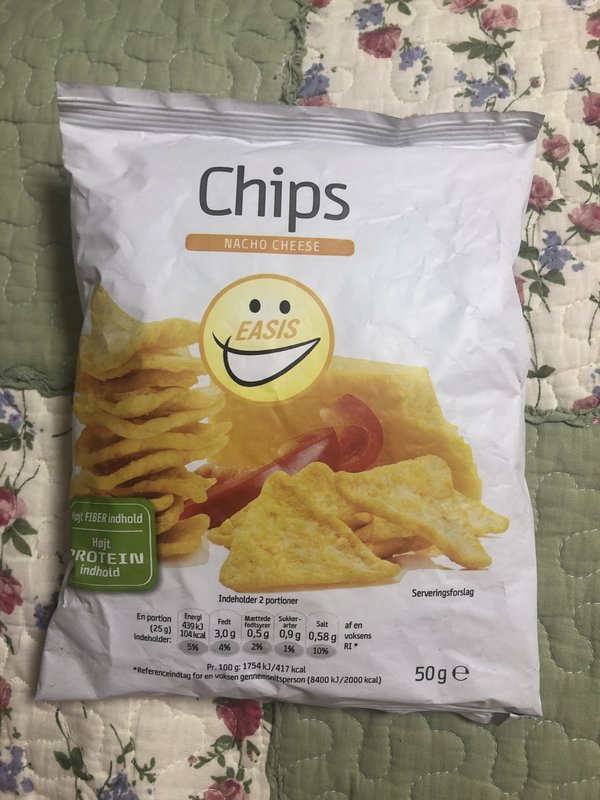 Chips
NACHO CHEESE
EASIS
Højt FIBER indhold
Højt
PROTEIN
indhold
Indeholder 2 portioner
Serveringsforslag
En portion
(25 g)
indeholder:
Energi
439 kJ
104 kcal
5%
Fedt
3,0 g
4%
Mættede
fedtsyrer
0,5 g
2%
Sukker-
arter
0,9 g
1%
Salt
0,58 g
10%
af en
voksens
RI *
Pr. 100 g: 1754 kJ/417 kcal
*Referenceindtag for en voksen gennemsnitsperson (8400 kJ/2000 kcal)
50 g ℮